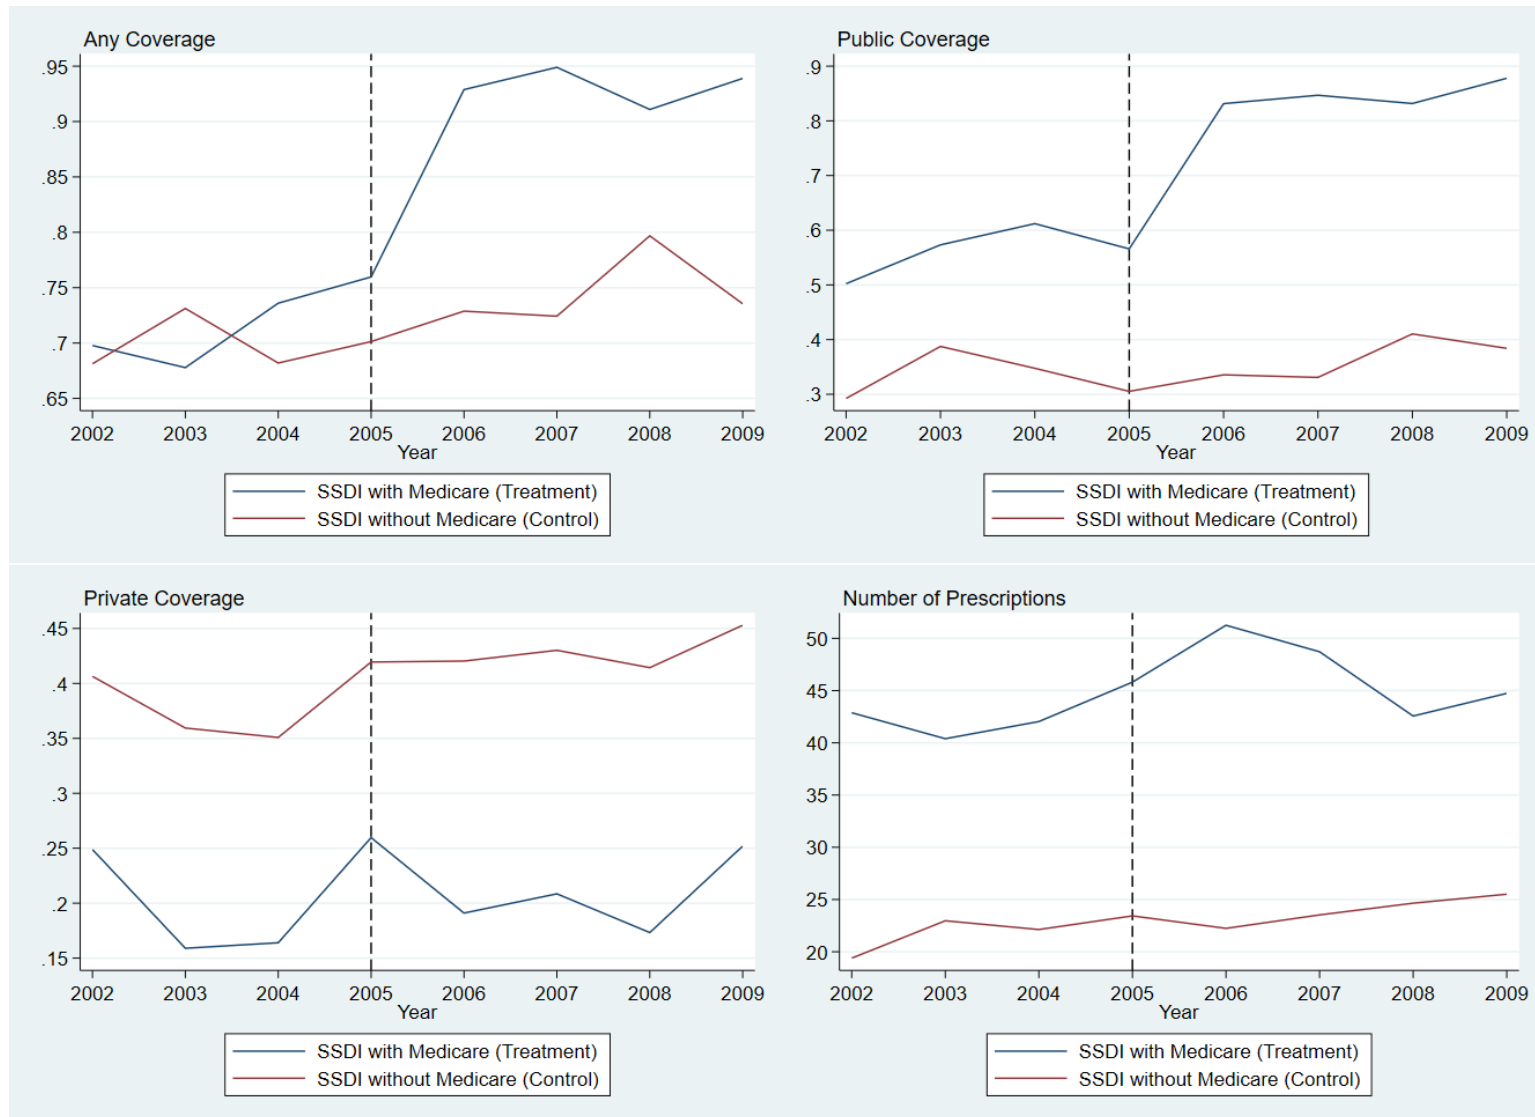 Any Coverage
.95
.9
.85
.8
.75
.7
.65
2002 2003 2004 2005 2006 2007 2008 2009
Year
SSDI with Medicare (Treatment)
SSDI without Medicare (Control)
Public Coverage
.9
.8
.7
.6
.5
.4
.3
2002 2003 2004 2005 2006 2007 2008 2009
Year
SSDI with Medicare (Treatment)
SSDI without Medicare (Control)
Private Coverage
.45
.4
.35
.3
.25
.2
.15
2002 2003 2004 2005 2006 2007 2008 2009
Year
SSDI with Medicare (Treatment)
SSDI without Medicare (Control)
Number of Prescriptions
50
45
40
35
30
25
20
2002 2003 2004 2005 2006 2007 2008 2009
Year
SSDI with Medicare (Treatment)
SSDI without Medicare (Control)